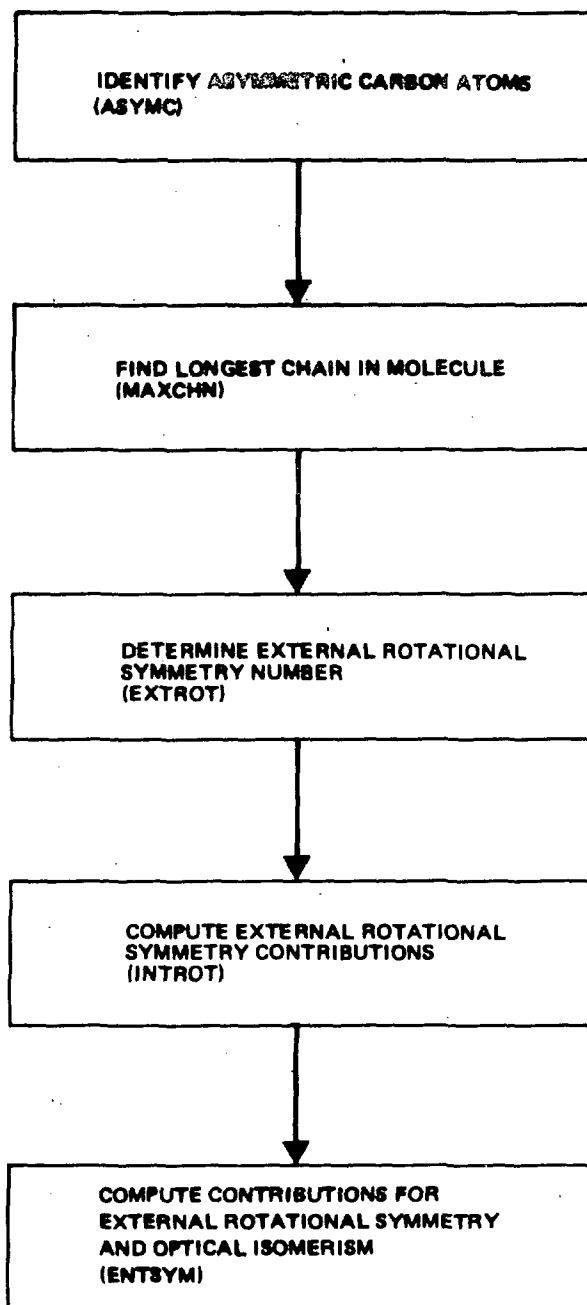 IDENTIFY ASYMMETRIC CARBON ATOMS
(ASYMC)
FIND LONGEST CHAIN IN MOLECULE
(MAXCHN)
DETERMINE EXTERNAL ROTATIONAL
SYMMETRY NUMBER
(EXTROT)
COMPUTE EXTERNAL ROTATIONAL
SYMMETRY CONTRIBUTIONS
(INTROT)
COMPUTE CONTRIBUTIONS FOR
EXTERNAL ROTATIONAL SYMMETRY
AND OPTICAL ISOMERISM
(ENTSYM)